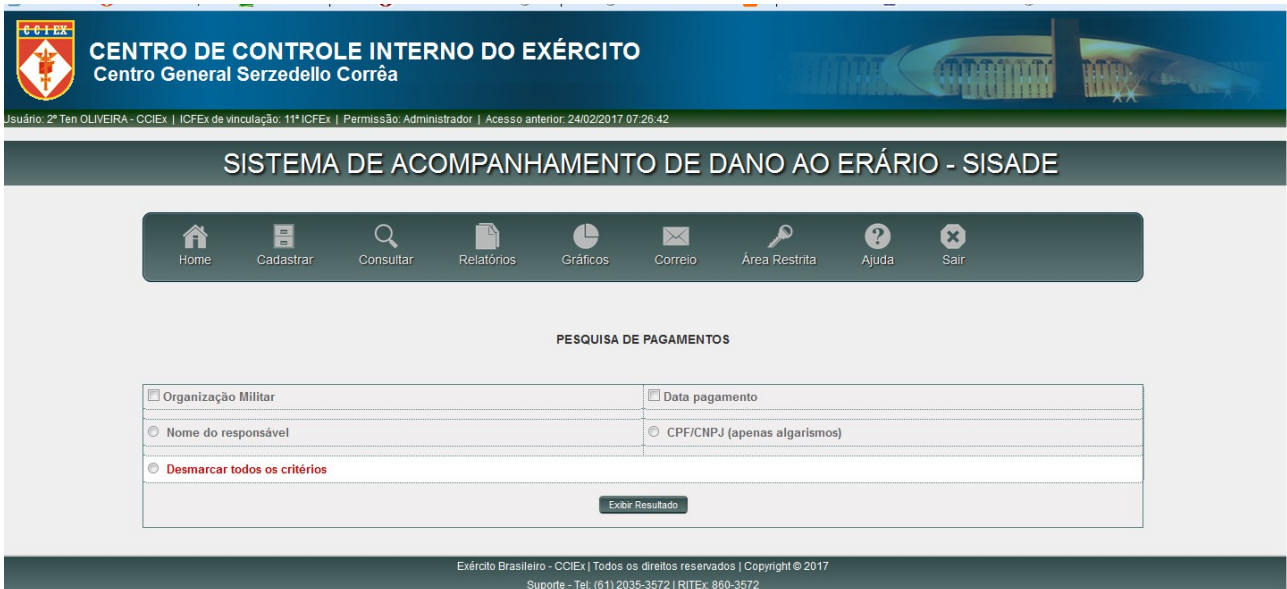 CCIEX
CENTRO DE CONTROLE INTERNO DO EXÉRCITO
Centro General Serzedello Corrêa
Usuário: 2º Ten OLIVEIRA - CCIEx | ICFEx de vinculação: 11ª ICFEx | Permissão: Administrador | Acesso anterior: 24/02/2017 07:26:42
SISTEMA DE ACOMPANHAMENTO DE DANO AO ERÁRIO - SISADE
Home Cadastrar Consultar Relatórios Gráficos Correio Área Restrita Ajuda Sair
PESQUISA DE PAGAMENTOS
Organização Militar Data pagamento
Nome do responsável CPF/CNPJ (apenas algarismos)
Desmarcar todos os critérios
Exibir Resultado
Exército Brasileiro - CCIEx | Todos os direitos reservados | Copyright © 2017
Suporte - Tel: (61) 2035-3572 | RITEx: 860-3572